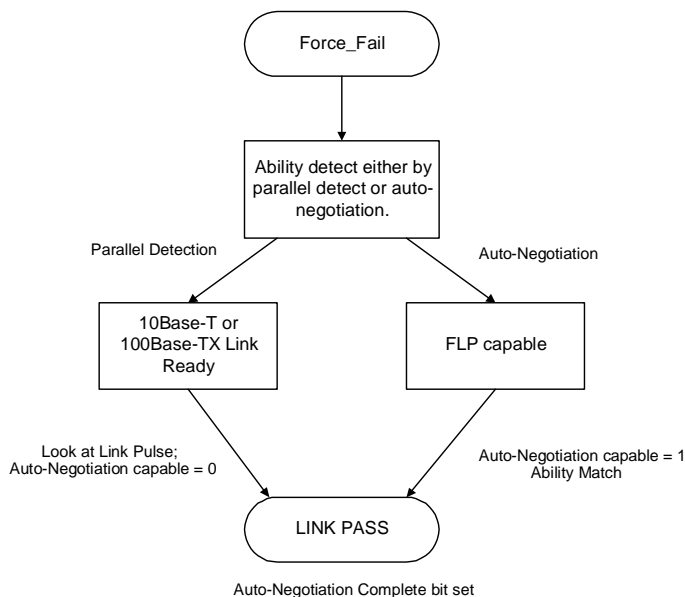 Force_Fail
Ability detect either by
parallel detect or auto-
negotiation.
Parallel Detection
Auto-Negotiation
10Base-T or
100Base-TX Link
Ready
FLP capable
Look at Link Pulse;
Auto-Negotiation capable = 0
Auto-Negotiation capable = 1
Ability Match
LINK PASS
Auto-Negotiation Complete bit set